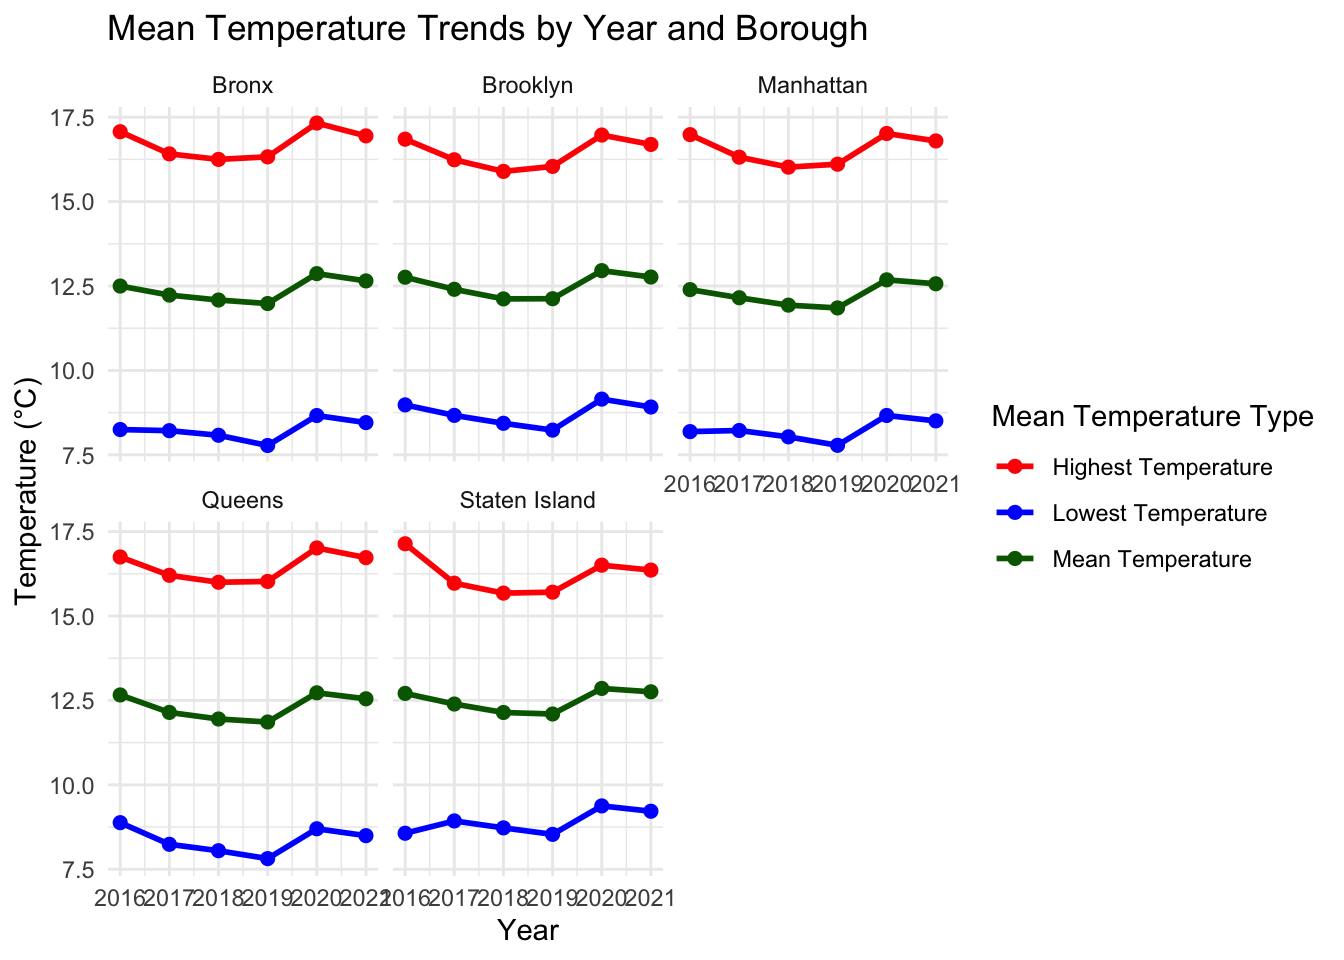 Mean Temperature Trends by Year and Borough
Bronx
Brooklyn
Manhattan
17.5
15.0
12.5
10.0
7.5
2016 2017 2018 2019 2020 2021
Queens
Staten Island
17.5
15.0
12.5
10.0
7.5
2016 2017 2018 2019 2020 2021
2016 2017 2018 2019 2020 2021
Year
Temperature (°C)
Mean Temperature Type
Highest Temperature
Lowest Temperature
Mean Temperature